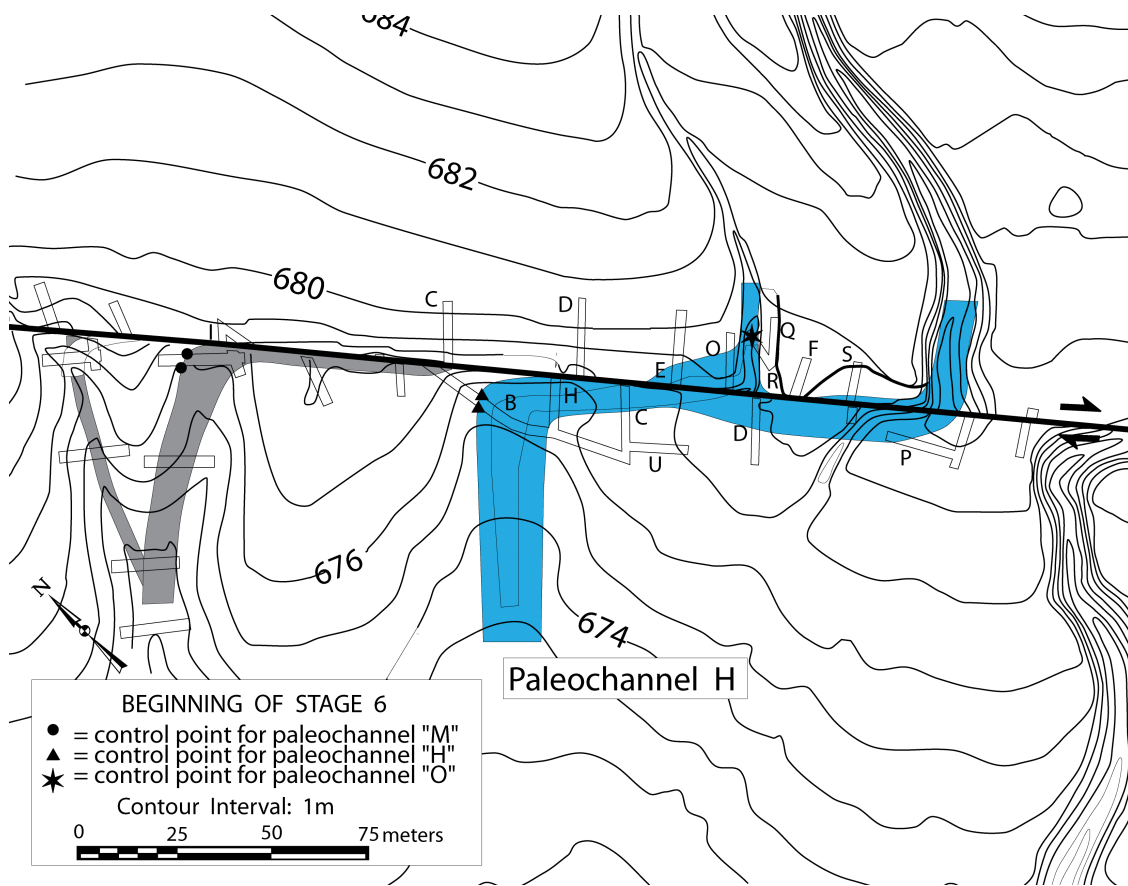 684
682
680
C
D
I
O
Q
E
F
S
R
B
H
C
D
U
P
676
674
N
Paleochannel H
BEGINNING OF STAGE 6
= control point for paleochannel "M"
= control point for paleochannel "H"
= control point for paleochannel "O"
Contour Interval: 1m
0 25 50 75 meters